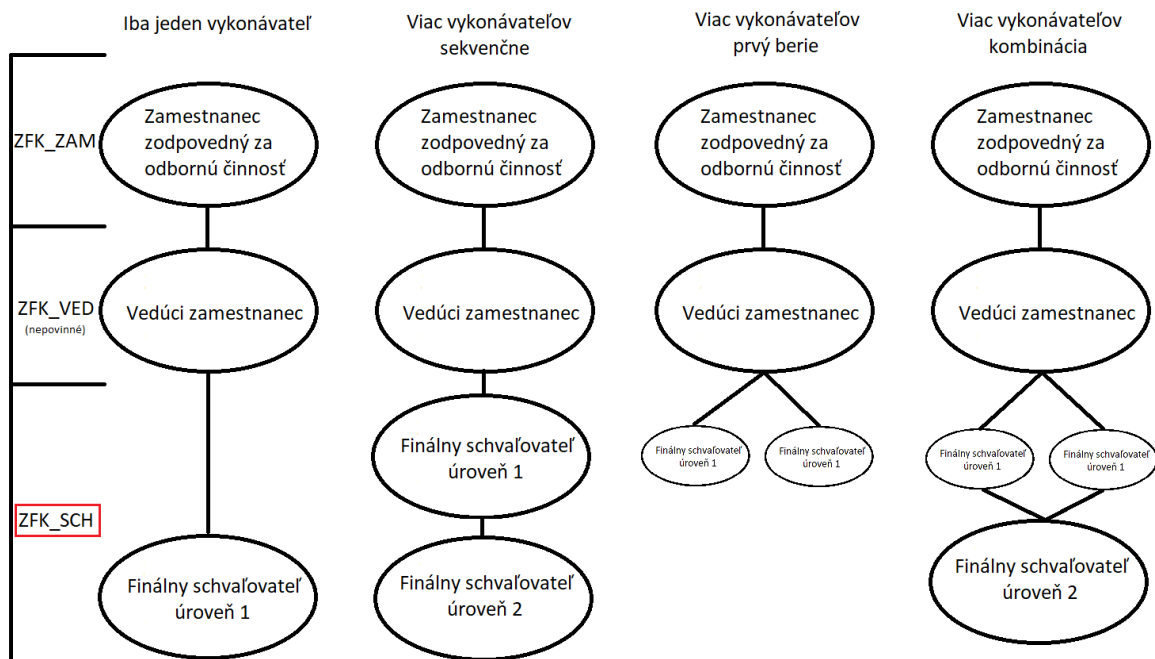 Iba jeden vykonávateľ
Viac vykonávateľov
sekvenčne
Viac vykonávateľov
prvý berie
Viac vykonávateľov
kombinácia
ZFK_ZAM
Zamestnanec
zodpovedný za
odbornú činnosť
Zamestnanec
zodpovedný za
odbornú činnosť
Zamestnanec
zodpovedný za
odbornú činnosť
Zamestnanec
zodpovedný za
odbornú činnosť
ZFK_VED
(nepovinné)
Vedúci zamestnanec
Vedúci zamestnanec
Vedúci zamestnanec
Vedúci zamestnanec
ZFK_SCH
Finálny schvaľovateľ
úroveň 1
Finálny schvaľovateľ
úroveň 1
Finálny schvaľovateľ
úroveň 2
Finálny schvaľovateľ
úroveň 1
Finálny schvaľovateľ
úroveň 1
Finálny schvaľovateľ
úroveň 1
Finálny schvaľovateľ
úroveň 1
Finálny schvaľovateľ
úroveň 2